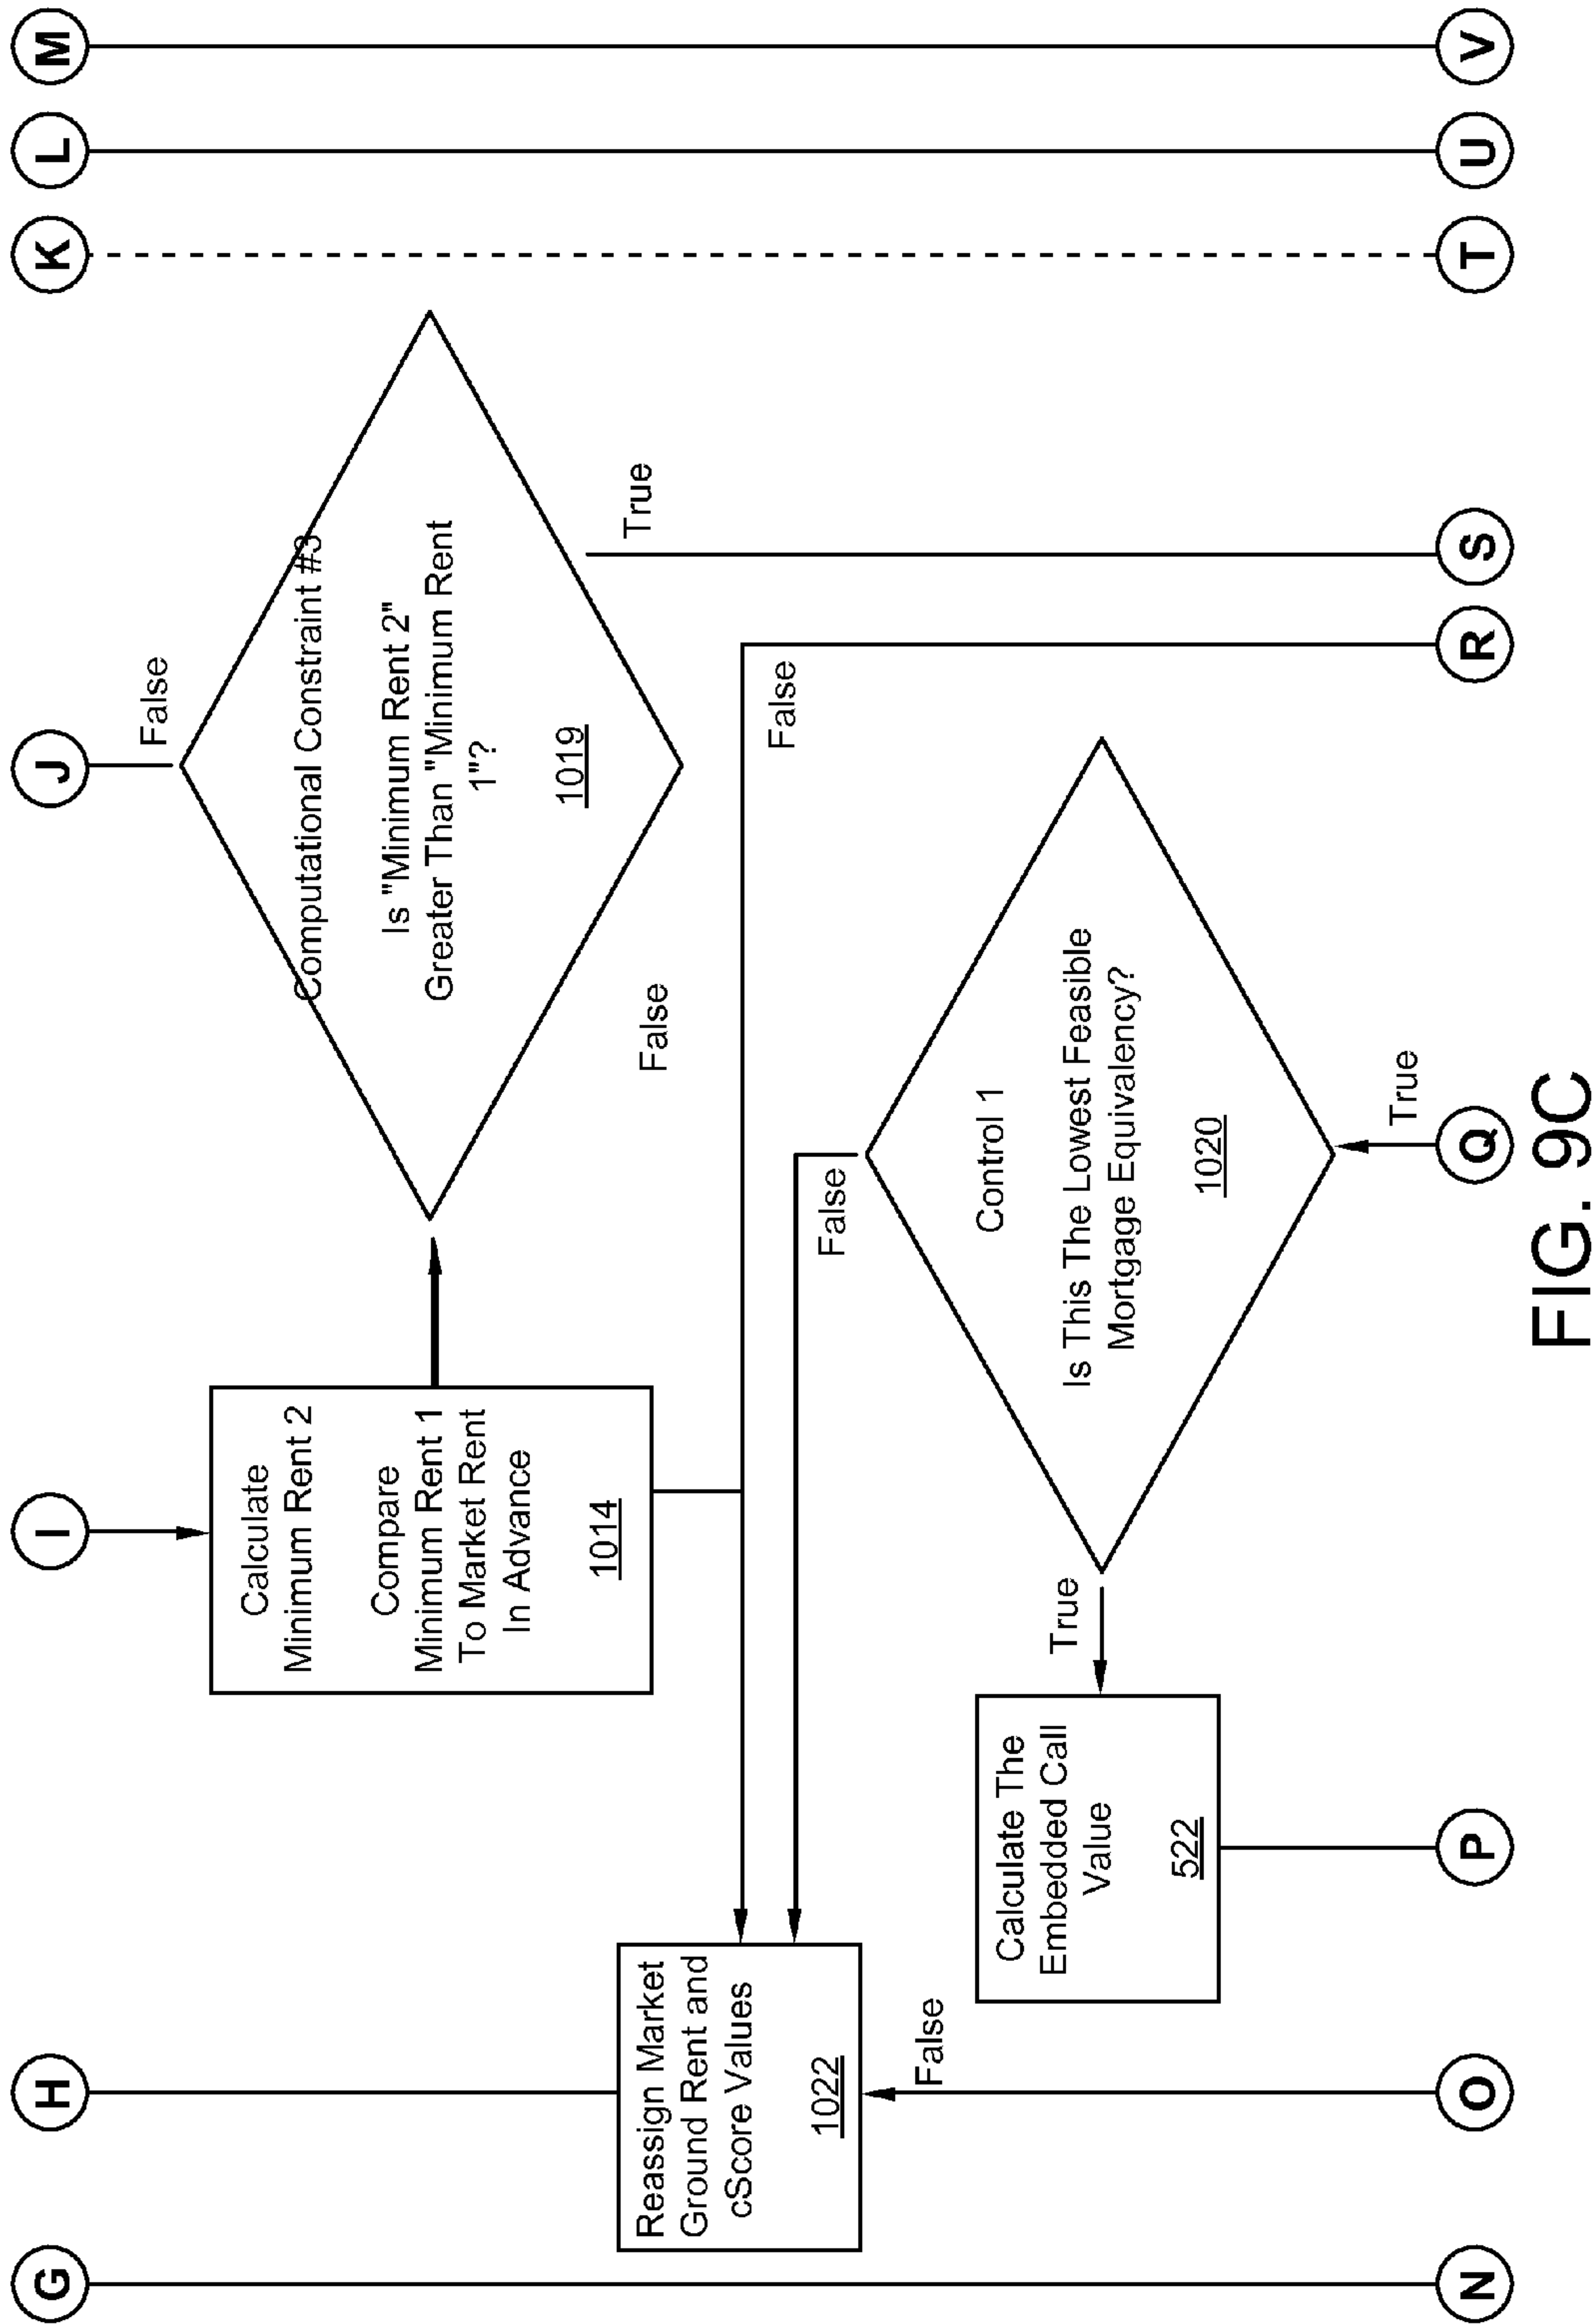 G
H
I
J
K
L
M
False
Calculate
Minimum Rent 2
Compare
Minimum Rent 1
To Market Rent
In Advance
1014
Computational Constraint #3
Is "Minimum Rent 2"
Greater Than "Minimum Rent
1"?
1019
True
False
False
Reassign Market
Ground Rent and
cScore Values
1022
False
False
Control 1
Is This The Lowest Feasible
Mortgage Equivalency?
1020
True
Calculate The
Embedded Call
Value
522
True
N
O
P
Q
R
S
T
U
V
FIG. 9C